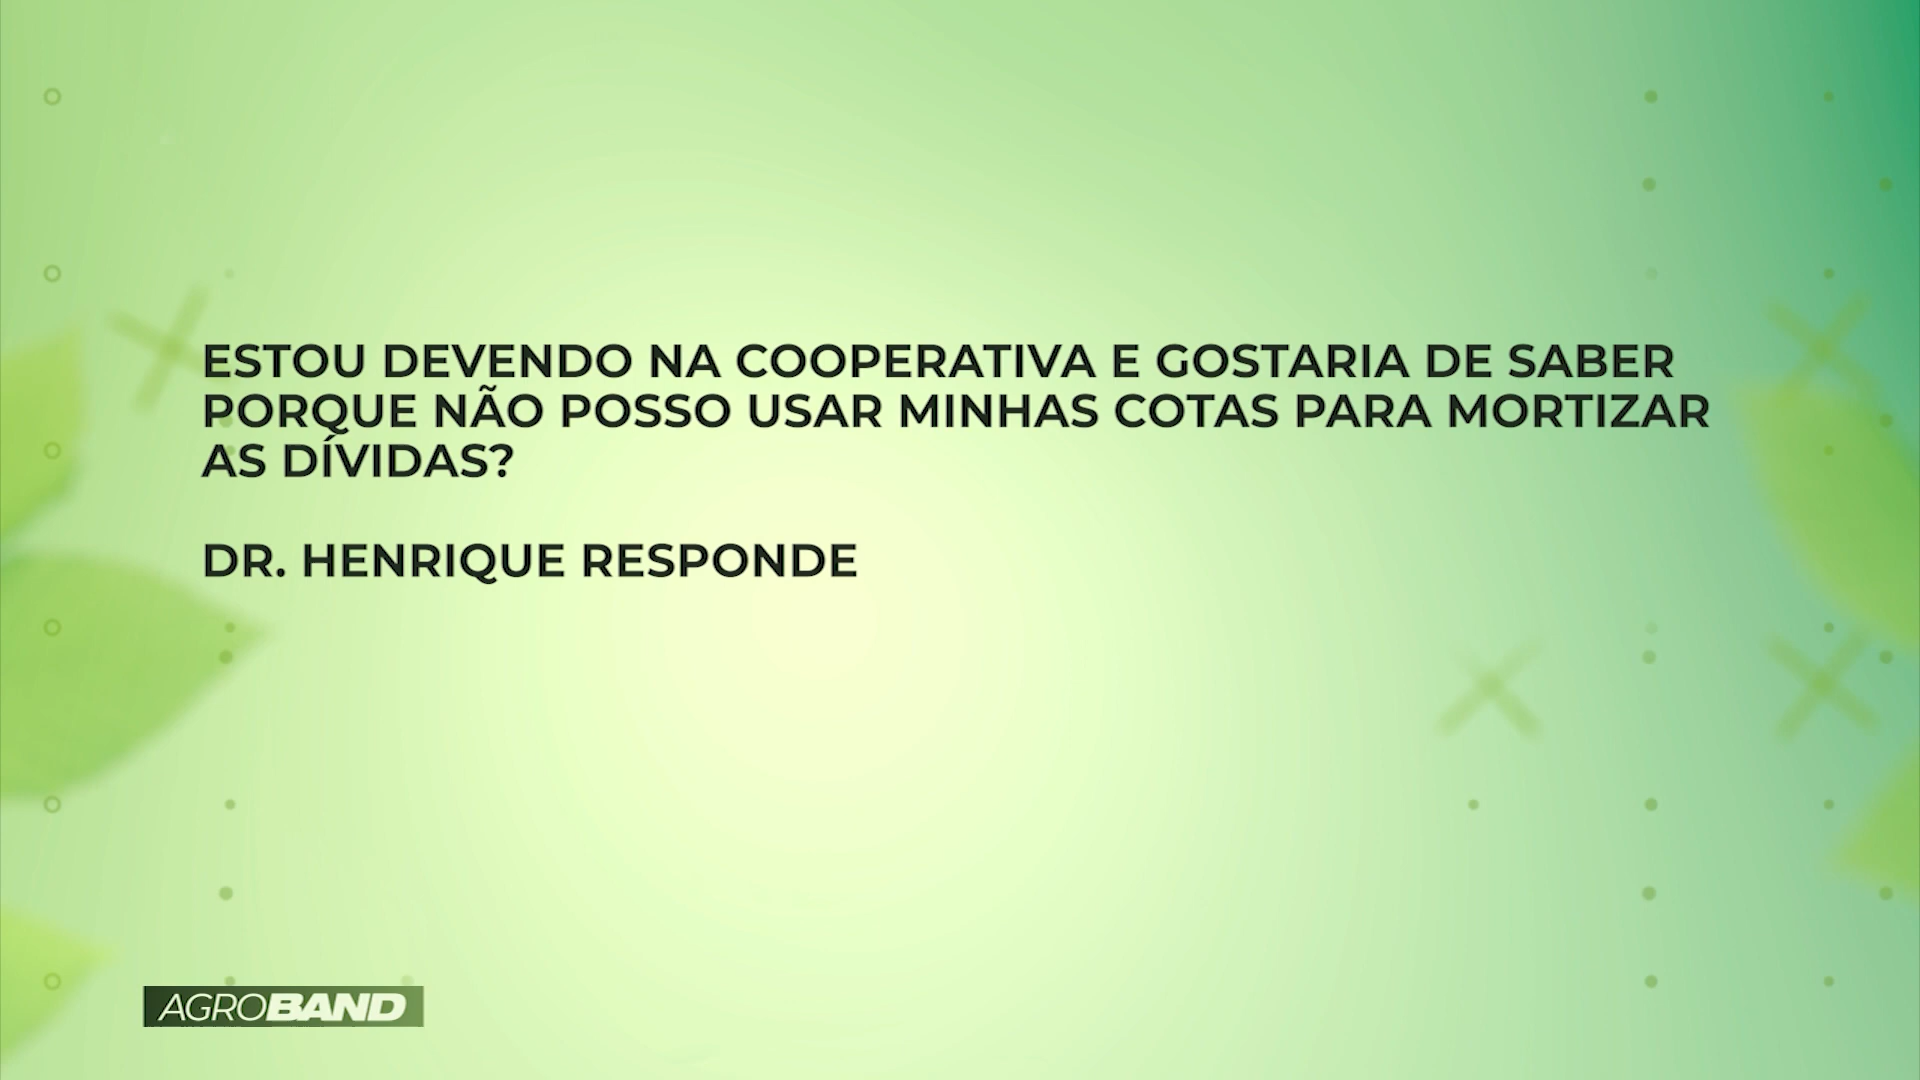 ESTOU DEVENDO NA COOPERATIVA E GOSTARIA DE SABER
PORQUE NÃO POSSO USAR MINHAS COTAS PARA MORTIZAR
AS DÍVIDAS?
DR. HENRIQUE RESPONDE
AGROBAND